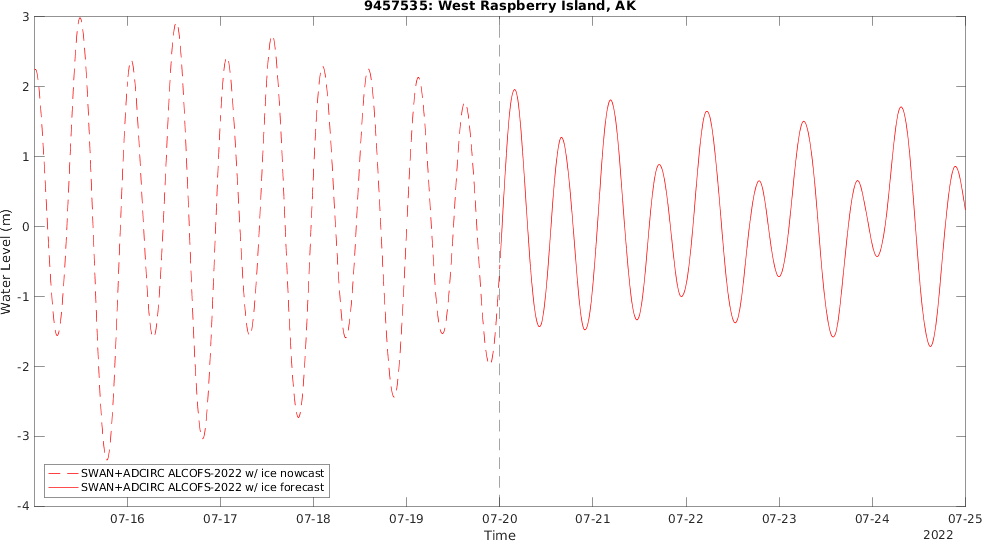 9457535: West Raspberry Island, AK
3
2
1
0
-1
-2
-3
-4
Water Level (m)
SWAN+ADCIRC ALCOFS-2022 w/ ice nowcast
SWAN+ADCIRC ALCOFS-2022 w/ ice forecast
07-16 07-17 07-18 07-19 07-20 07-21 07-22 07-23 07-24 07-25
Time
2022